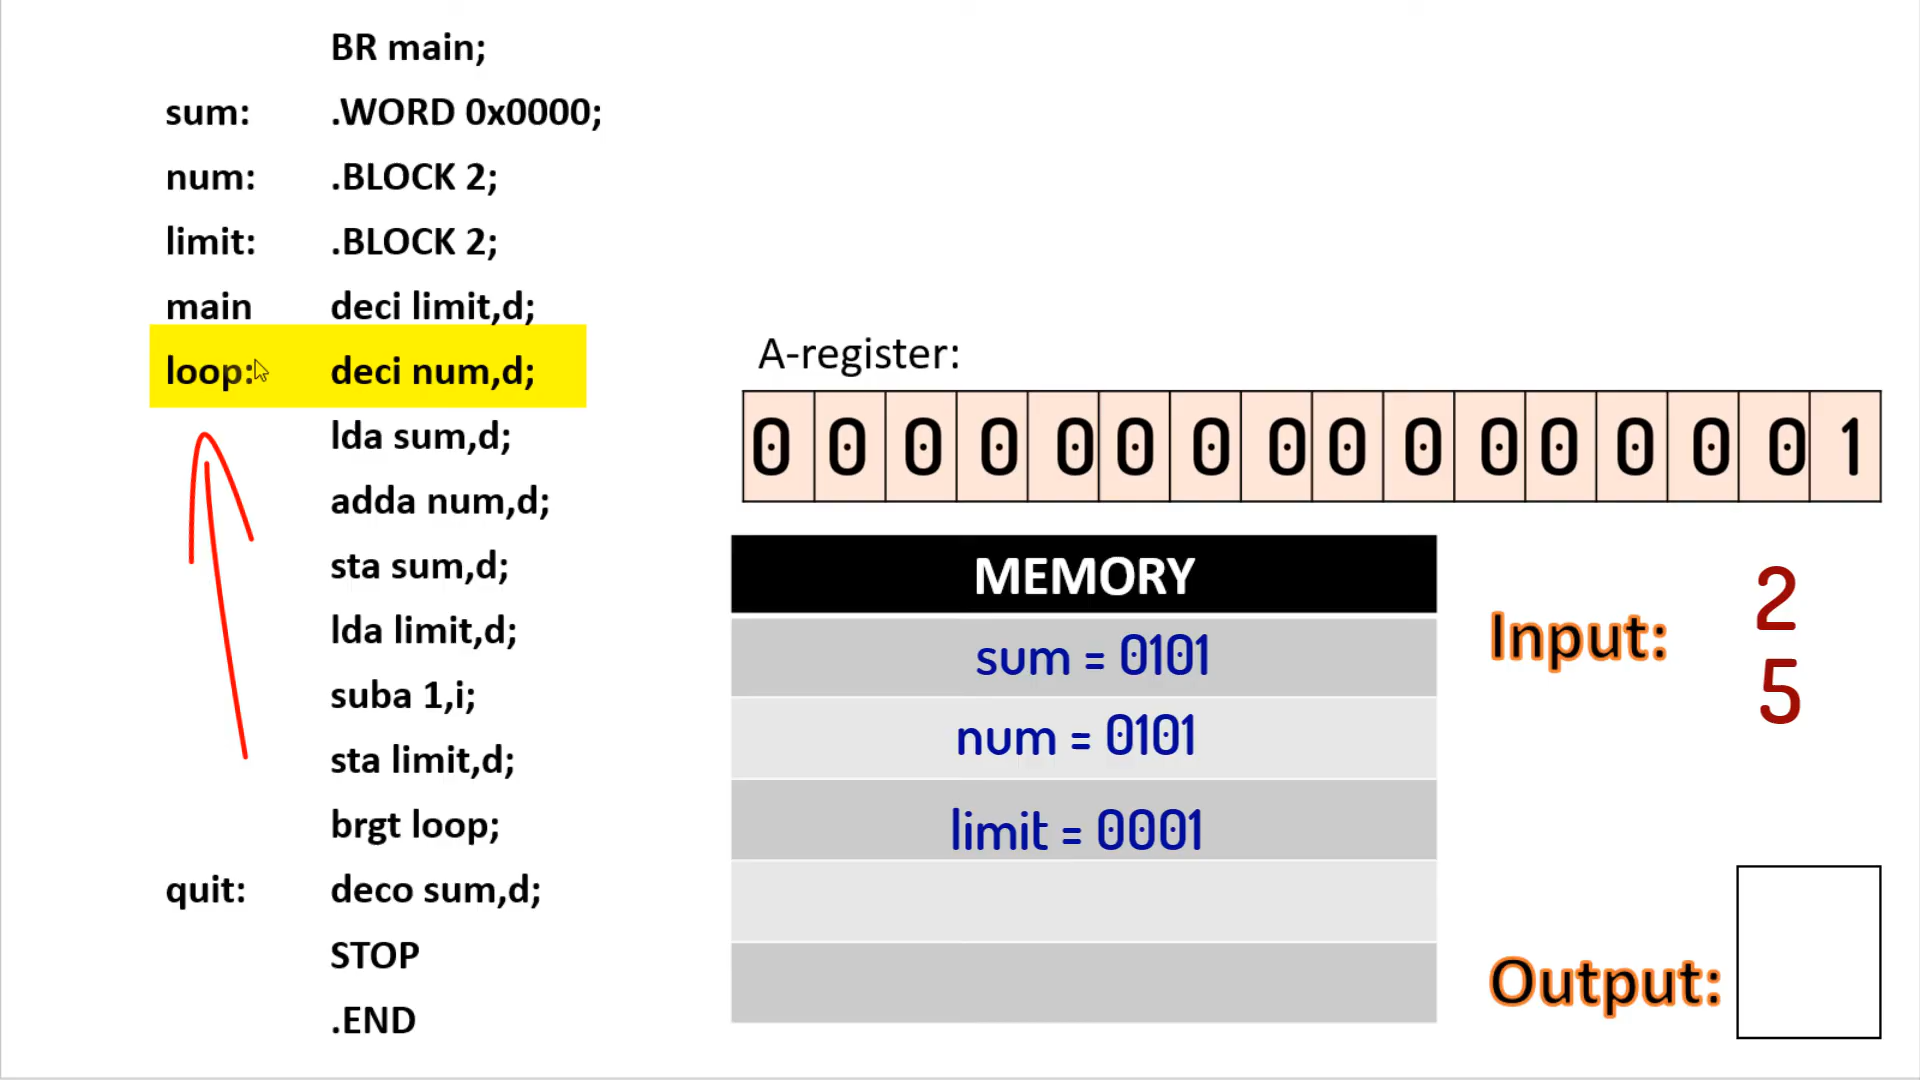 BR main;
sum: .WORD 0x0000;
num: .BLOCK 2;
limit: .BLOCK 2;
main deci limit,d;
loop: deci num,d;
lda sum,d;
adda num,d;
sta sum,d;
lda limit,d;
suba 1,i;
sta limit,d;
brgt loop;
quit: deco sum,d;
STOP
.END
A-register:
0 0 0 0 0 0 0 0 0 0 0 0 0 0 0 1
MEMORY
sum = 0101
num = 0101
limit = 0001
Input:
2
5
Output: